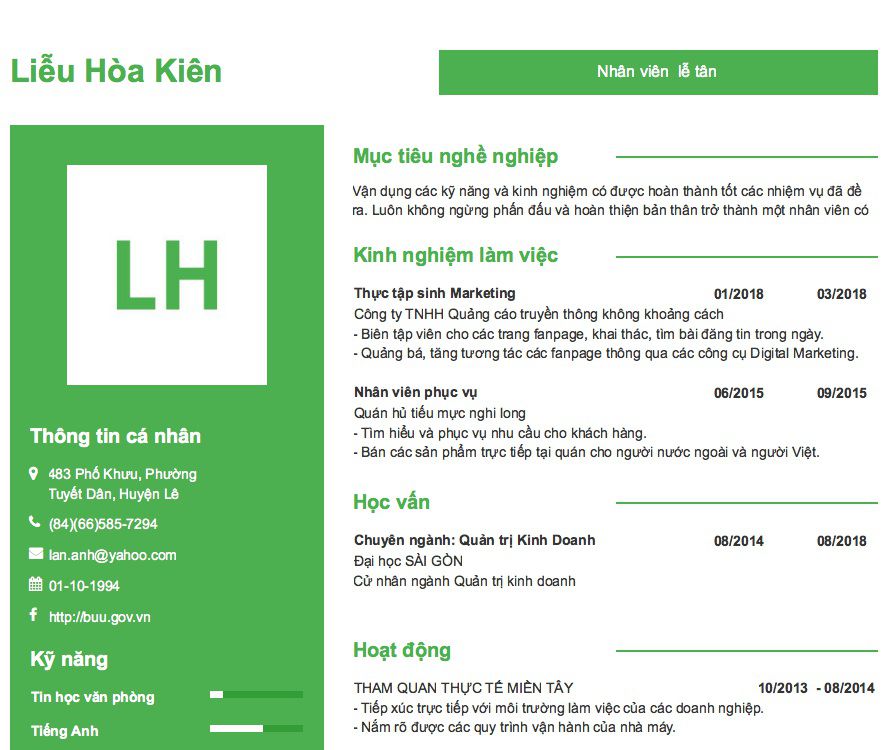 Liễu Hòa Kiên
Nhân viên lễ tân
LH
Thông tin cá nhân
483 Phố Khưu, Phường
Tuyết Dân, Huyện Lê
(84)(66)585-7294
lan.anh@yahoo.com
01-10-1994
http://buu.gov.vn
Kỹ năng
Tin học văn phòng
Tiếng Anh
Mục tiêu nghề nghiệp
Vận dụng các kỹ năng và kinh nghiệm có được hoàn thành tốt các nhiệm vụ đã đề
ra. Luôn không ngừng phấn đấu và hoàn thiện bản thân trở thành một nhân viên có
Kinh nghiệm làm việc
Thực tập sinh Marketing 01/2018 03/2018
Công ty TNHH Quảng cáo truyền thông không khoảng cách
- Biên tập viên cho các trang fanpage, khai thác, tìm bài đăng tin trong ngày.
- Quảng bá, tăng tương tác các fanpage thông qua các công cụ Digital Marketing.
Nhân viên phục vụ 06/2015 09/2015
Quán hủ tiếu mực nghi long
- Tìm hiểu và phục vụ nhu cầu cho khách hàng.
- Bán các sản phẩm trực tiếp tại quán cho người nước ngoài và người Việt.
Học vấn
Chuyên ngành: Quản trị Kinh Doanh 08/2014 08/2018
Đại học SÀI GÒN
Cử nhân ngành Quản trị kinh doanh
Hoạt động
THAM QUAN THỰC TẾ MIỀN TÂY 10/2013 - 08/2014
- Tiếp xúc trực tiếp với môi trường làm việc của các doanh nghiệp.
- Nắm rõ được các quy trình vận hành của nhà máy.